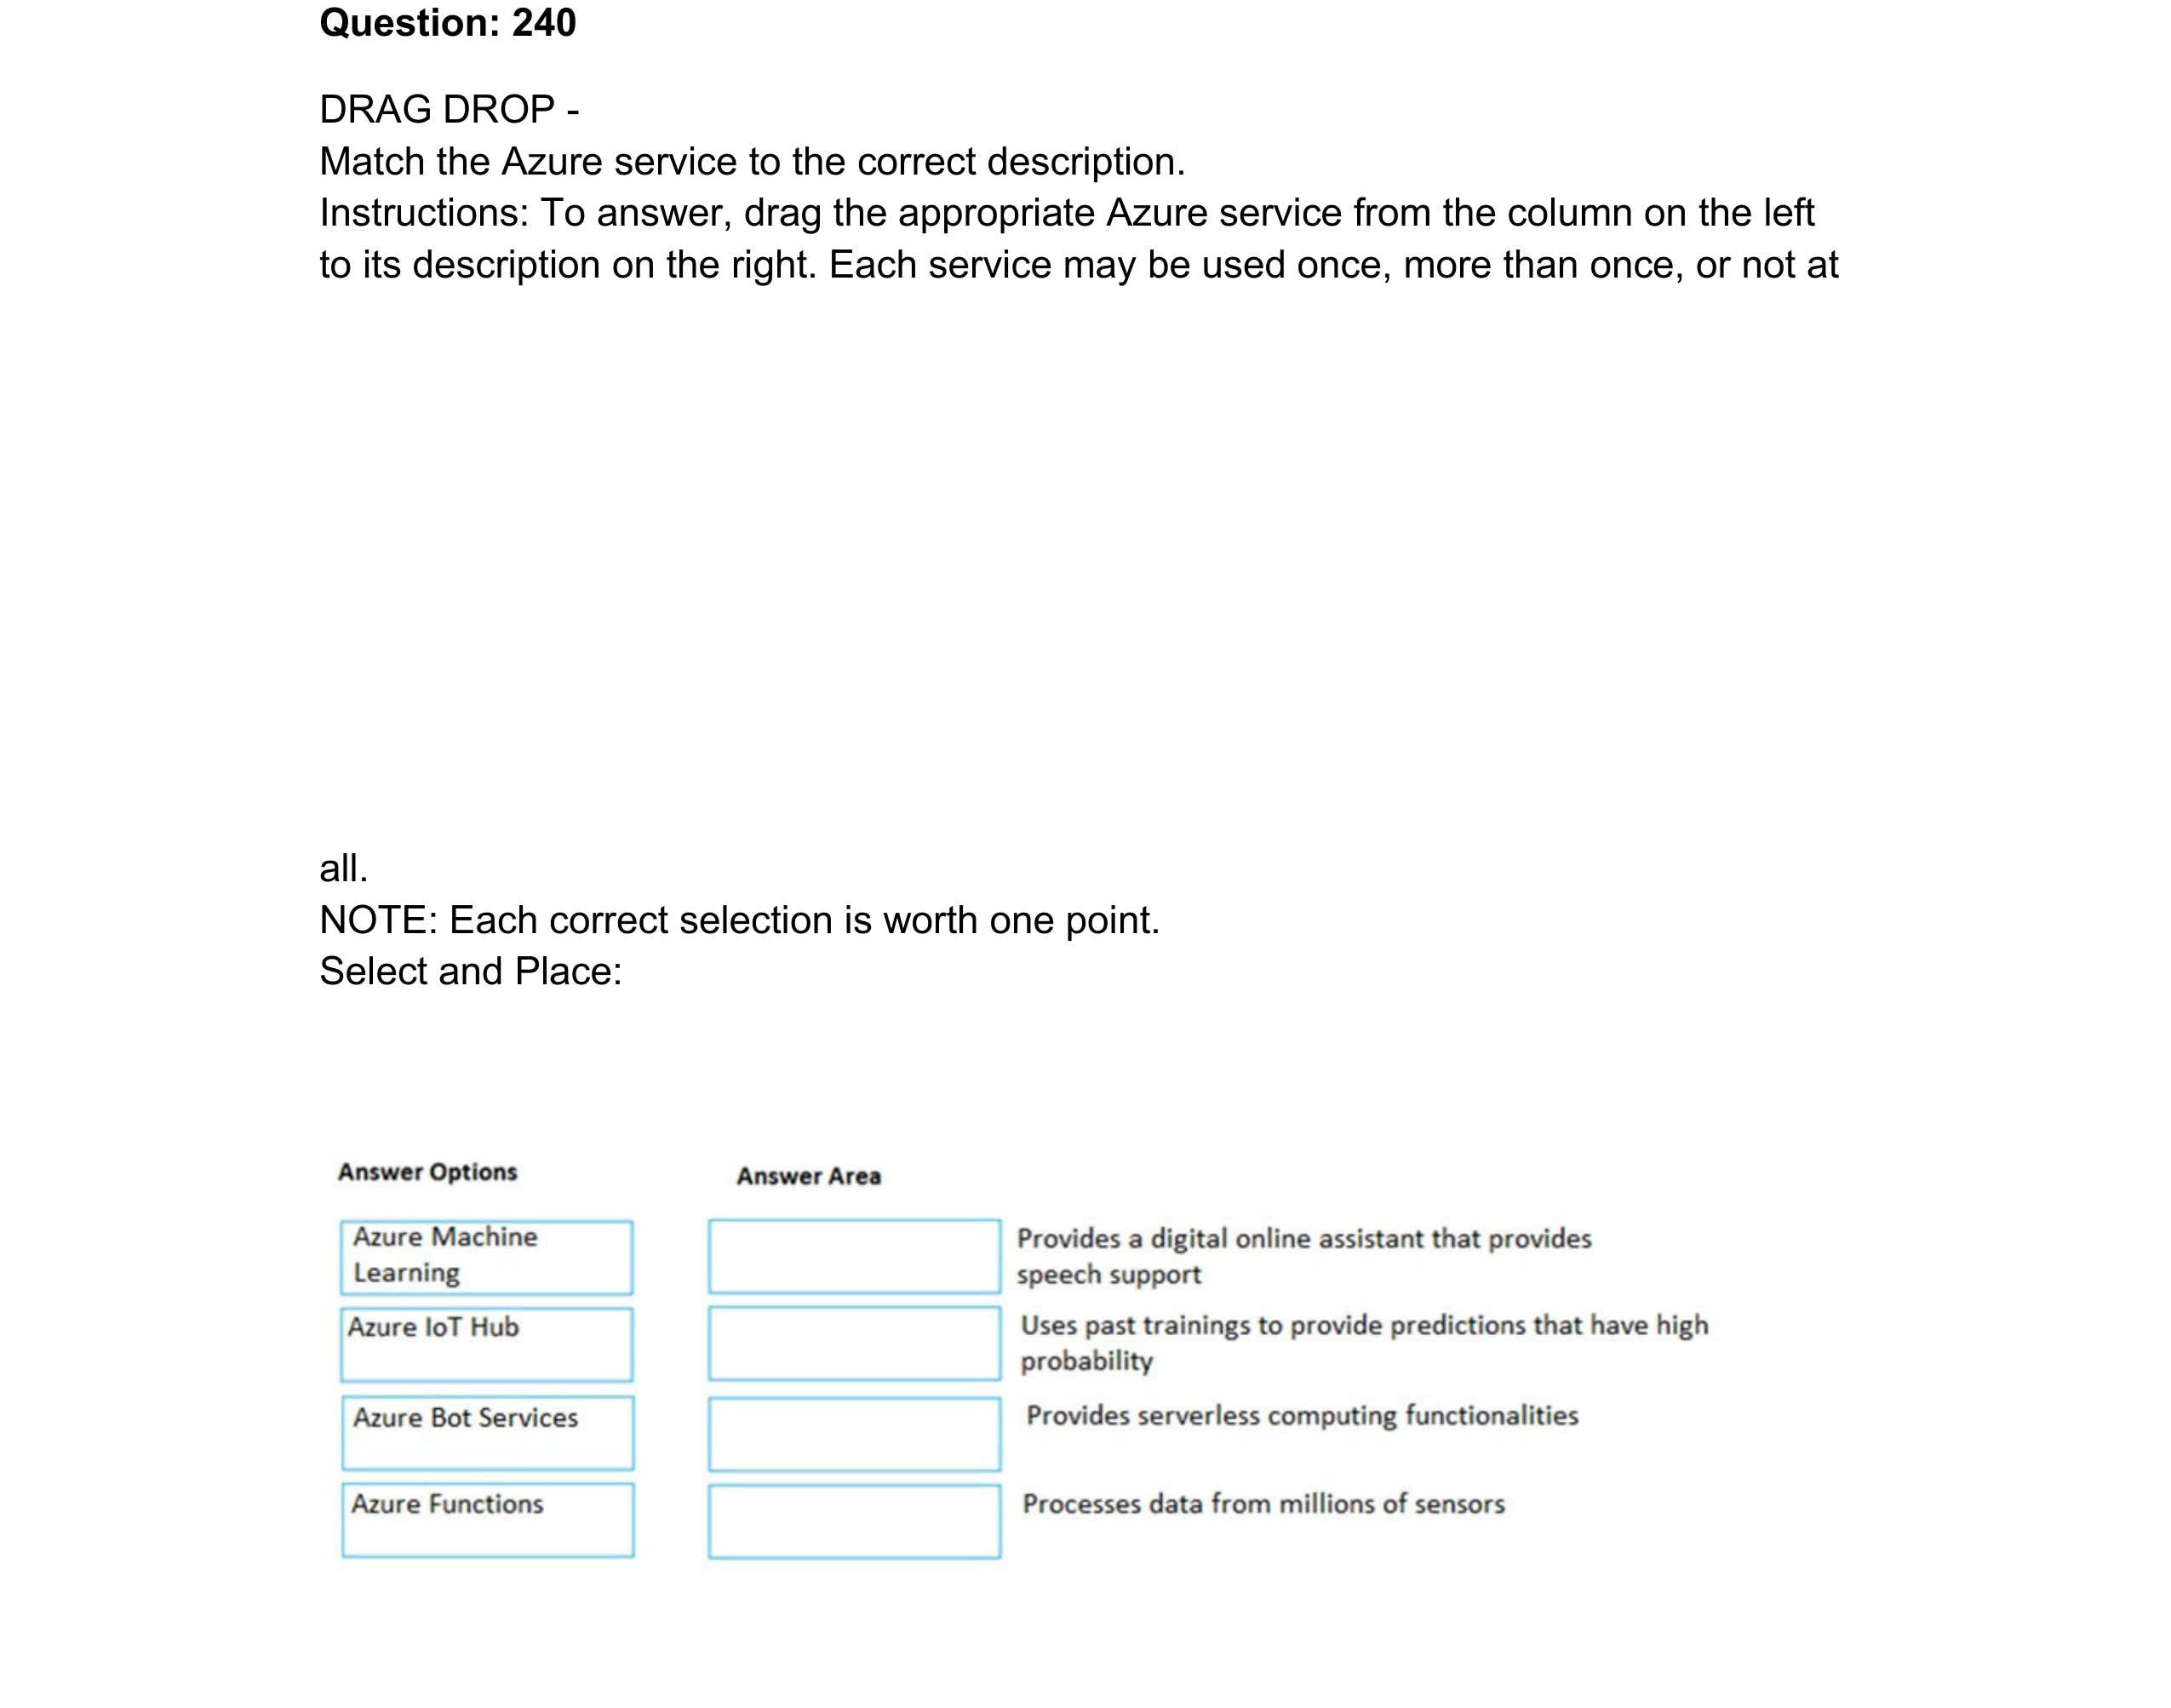 Question: 240
DRAG DROP -
Match the Azure service to the correct description.
Instructions: To answer, drag the appropriate Azure service from the column on the left
to its description on the right. Each service may be used once, more than once, or not at
all.
NOTE: Each correct selection is worth one point.
Select and Place:
Answer Options
Answer Area
Azure Machine
Learning
Provides a digital online assistant that provides
speech support
Azure IoT Hub
Uses past trainings to provide predictions that have high
probability
Azure Bot Services
Provides serverless computing functionalities
Azure Functions
Processes data from millions of sensors